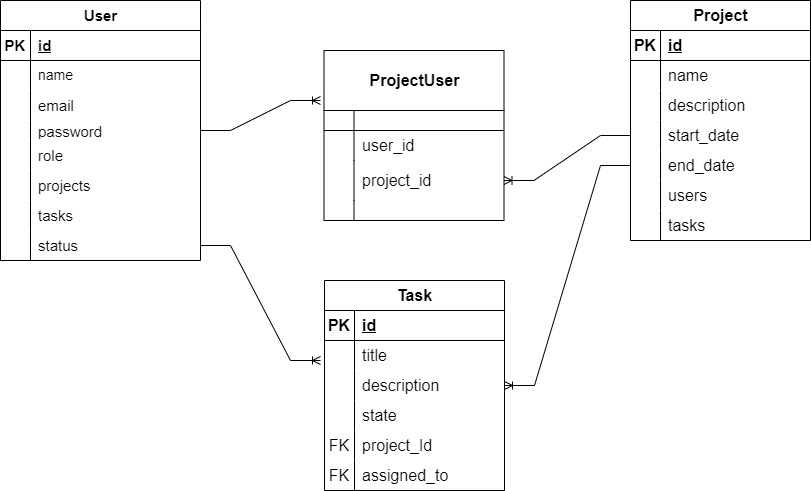 User
PK id
name
email
password
role
projects
tasks
status
ProjectUser
user_id
project_id
Project
PK id
name
description
start_date
end_date
users
tasks
Task
PK id
title
description
state
FK project_Id
FK assigned_to